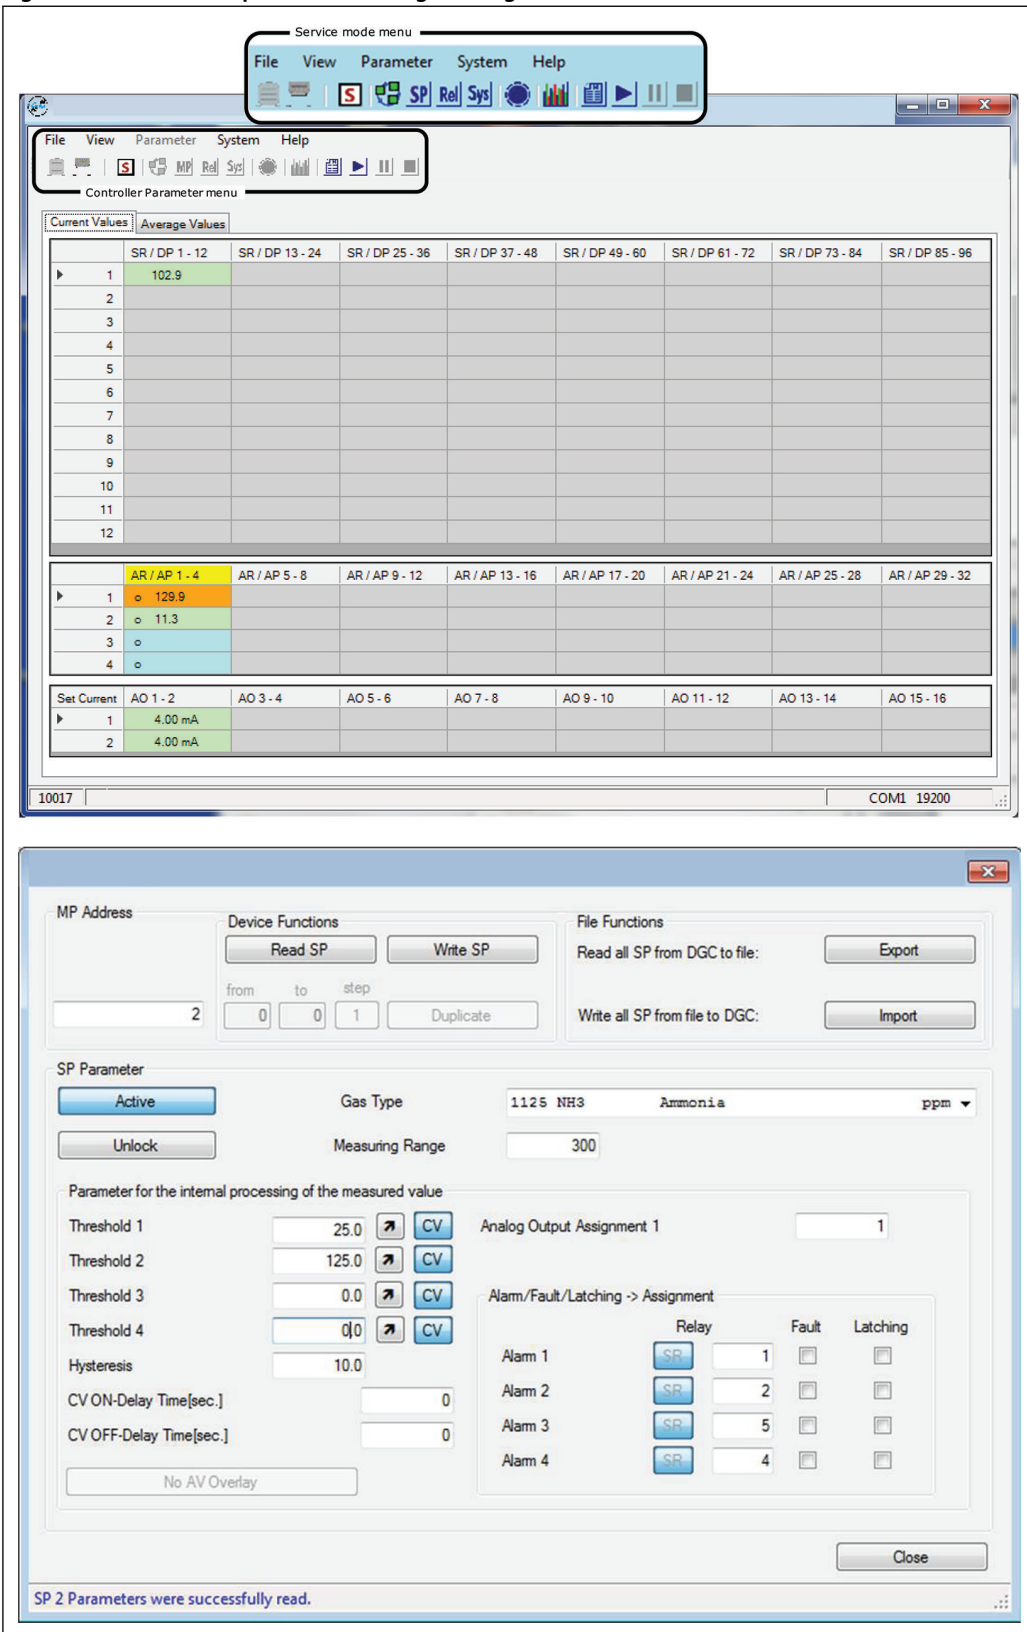 Service mode menu
File View Parameter System Help
S SP Rel Sys
File View Parameter System Help
S MP Rel Sys
Controller Parameter menu
Current Values Average Values
SR / DP 1 - 12 SR / DP 13 - 24 SR / DP 25 - 36 SR / DP 37 - 48 SR / DP 49 - 60 SR / DP 61 - 72 SR / DP 73 - 84 SR / DP 85 - 96
1 102.9
2
3
4
5
6
7
8
9
10
11
12
AR / AP 1 - 4 AR / AP 5 - 8 AR / AP 9 - 12 AR / AP 13 - 16 AR / AP 17 - 20 AR / AP 21 - 24 AR / AP 25 - 28 AR / AP 29 - 32
1 o 129.9
2 o 11.3
3 o
4 o
Set Current AO 1 - 2 AO 3 - 4 AO 5 - 6 AO 7 - 8 AO 9 - 10 AO 11 - 12 AO 13 - 14 AO 15 - 16
1 4.00 mA
2 4.00 mA
10017 COM1 19200
MP Address Device Functions File Functions
Read SP Write SP Read all SP from DGC to file: Export
from to step
2 0 0 1 Duplicate Write all SP from file to DGC: Import
SP Parameter
Active Gas Type 1125 NH3 Ammonia ppm
Unlock Measuring Range 300
Parameter for the internal processing of the measured value
Threshold 1 25.0 CV Analog Output Assignment 1 1
Threshold 2 125.0 CV
Threshold 3 0.0 CV Alarm/Fault/Latching -> Assignment
Threshold 4 0.0 CV Relay Fault Latching
Hysteresis 10.0 Alarm 1 SR 1
CV ON-Delay Time[sec.] 0 Alarm 2 SR 2
CV OFF-Delay Time[sec.] 0 Alarm 3 SR 5
No AV Overlay Alarm 4 SR 4
Close
SP 2 Parameters were successfully read.